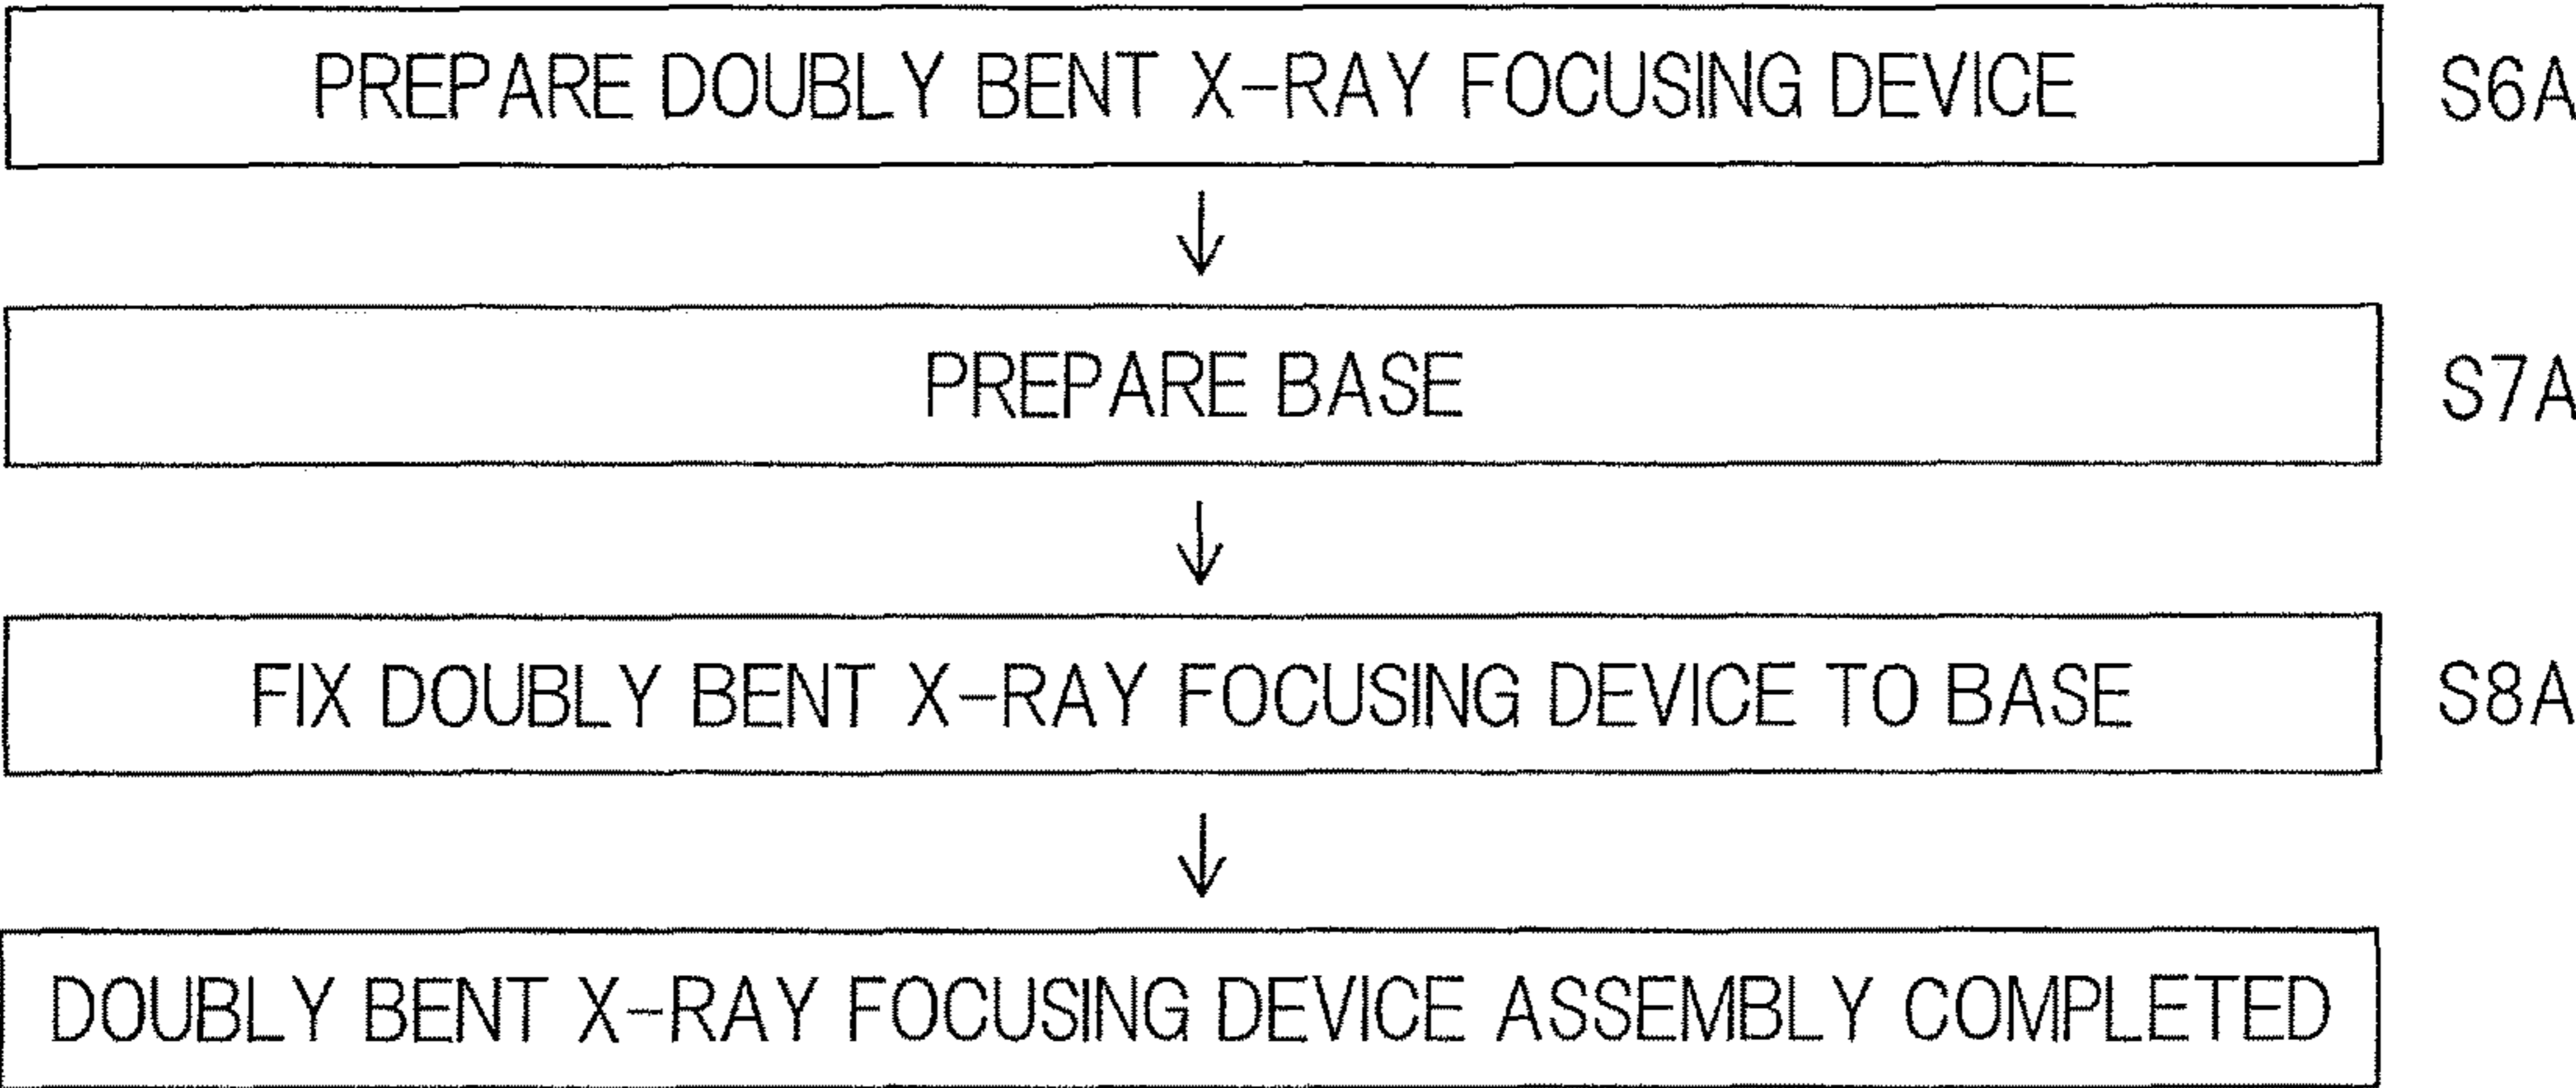 PREPARE DOUBLY BENT X-RAY FOCUSING DEVICE S6A
PREPARE BASE S7A
FIX DOUBLY BENT X-RAY FOCUSING DEVICE TO BASE S8A
DOUBLY BENT X-RAY FOCUSING DEVICE ASSEMBLY COMPLETED